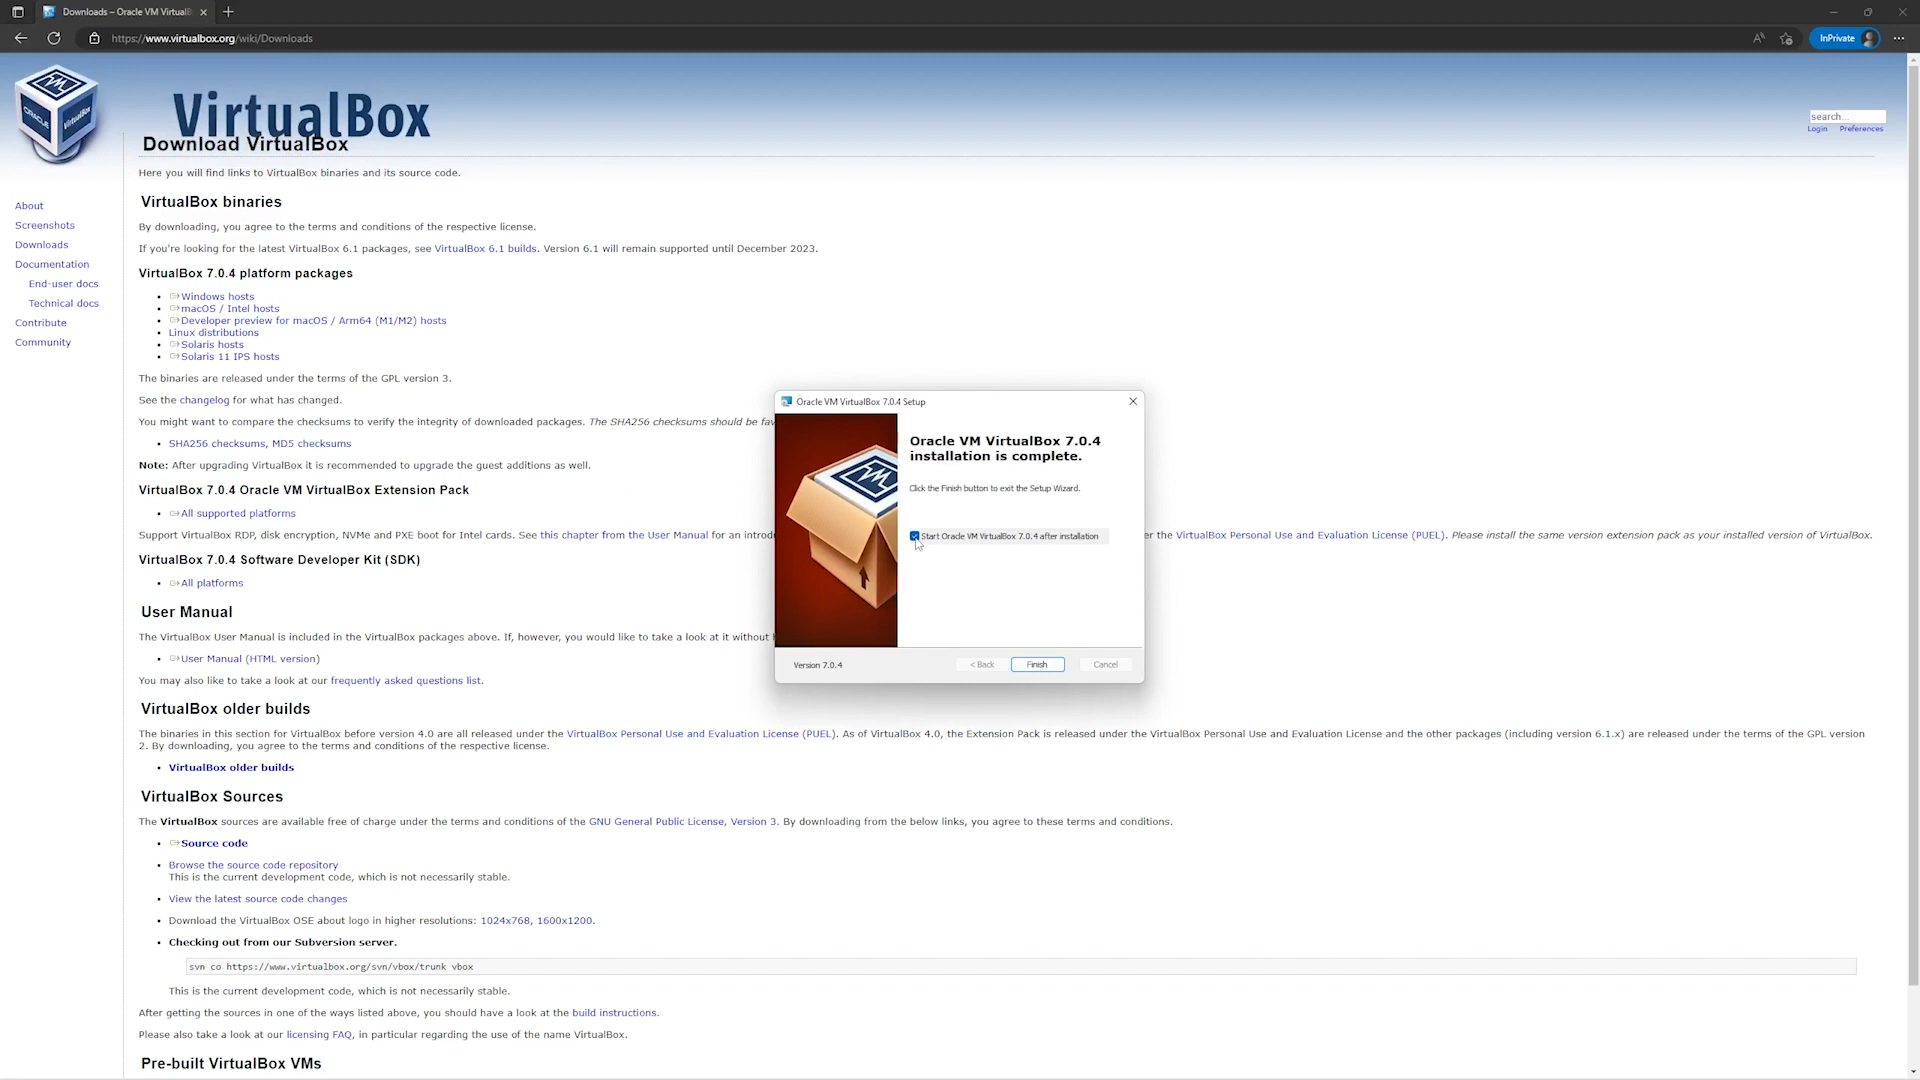 Downloads – Oracle VM VirtualB
https://www.virtualbox.org/wiki/Downloads
InPrivate
ORACLE
VirtualBox
VirtualBox
search...
Login Preferences
Download VirtualBox
Here you will find links to VirtualBox binaries and its source code.
About
Screenshots
Downloads
Documentation
End-user docs
Technical docs
Contribute
Community
VirtualBox binaries
By downloading, you agree to the terms and conditions of the respective license.
If you're looking for the latest VirtualBox 6.1 packages, see VirtualBox 6.1 builds. Version 6.1 will remain supported until December 2023.
VirtualBox 7.0.4 platform packages
• Windows hosts
• macOS / Intel hosts
• Developer preview for macOS / Arm64 (M1/M2) hosts
• Linux distributions
• Solaris hosts
• Solaris 11 IPS hosts
The binaries are released under the terms of the GPL version 3.
See the changelog for what has changed.
You might want to compare the checksums to verify the integrity of downloaded packages. The SHA256 checksums should be fav
• SHA256 checksums, MD5 checksums
Note: After upgrading VirtualBox it is recommended to upgrade the guest additions as well.
VirtualBox 7.0.4 Oracle VM VirtualBox Extension Pack
• All supported platforms
Support VirtualBox RDP, disk encryption, NVMe and PXE boot for Intel cards. See this chapter from the User Manual for an introdu er the VirtualBox Personal Use and Evaluation License (PUEL). Please install the same version extension pack as your installed version of VirtualBox.
VirtualBox 7.0.4 Software Developer Kit (SDK)
• All platforms
User Manual
The VirtualBox User Manual is included in the VirtualBox packages above. If, however, you would like to take a look at it without
• User Manual (HTML version)
You may also like to take a look at our frequently asked questions list.
VirtualBox older builds
The binaries in this section for VirtualBox before version 4.0 are all released under the VirtualBox Personal Use and Evaluation License (PUEL). As of VirtualBox 4.0, the Extension Pack is released under the VirtualBox Personal Use and Evaluation License and the other packages (including version 6.1.x) are released under the terms of the GPL version
2. By downloading, you agree to the terms and conditions of the respective license.
• VirtualBox older builds
VirtualBox Sources
The VirtualBox sources are available free of charge under the terms and conditions of the GNU General Public License, Version 3. By downloading from the below links, you agree to these terms and conditions.
• Source code
• Browse the source code repository
This is the current development code, which is not necessarily stable.
• View the latest source code changes
• Download the VirtualBox OSE about logo in higher resolutions: 1024x768, 1600x1200.
• Checking out from our Subversion server.
svn co https://www.virtualbox.org/svn/vbox/trunk vbox
This is the current development code, which is not necessarily stable.
After getting the sources in one of the ways listed above, you should have a look at the build instructions.
Please also take a look at our licensing FAQ, in particular regarding the use of the name VirtualBox.
Pre-built VirtualBox VMs
Oracle VM VirtualBox 7.0.4 Setup
Oracle VM VirtualBox 7.0.4
installation is complete.
Click the Finish button to exit the Setup Wizard.
Start Oracle VM VirtualBox 7.0.4 after installation
Version 7.0.4
< Back
Finish
Cancel